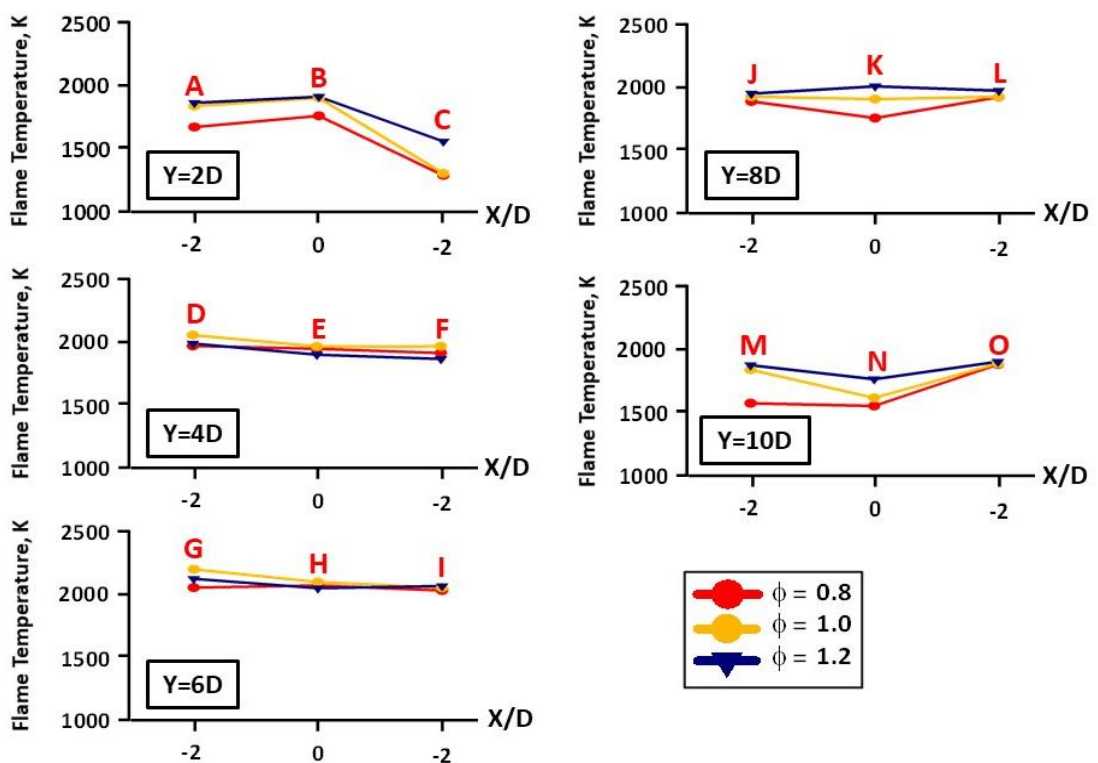 Flame Temperature, K
2500
2000
1500
1000
A
B
C
Y=2D
X/D
-2
0
-2
Flame Temperature, K
2500
2000
1500
1000
D
E
F
Y=4D
X/D
-2
0
-2
Flame Temperature, K
2500
2000
1500
1000
G
H
I
Y=6D
X/D
-2
0
-2
Flame Temperature, K
2500
2000
1500
1000
J
K
L
Y=8D
X/D
-2
0
-2
Flame Temperature, K
2500
2000
1500
1000
M
N
O
Y=10D
X/D
-2
0
-2
ϕ = 0.8
ϕ = 1.0
ϕ = 1.2